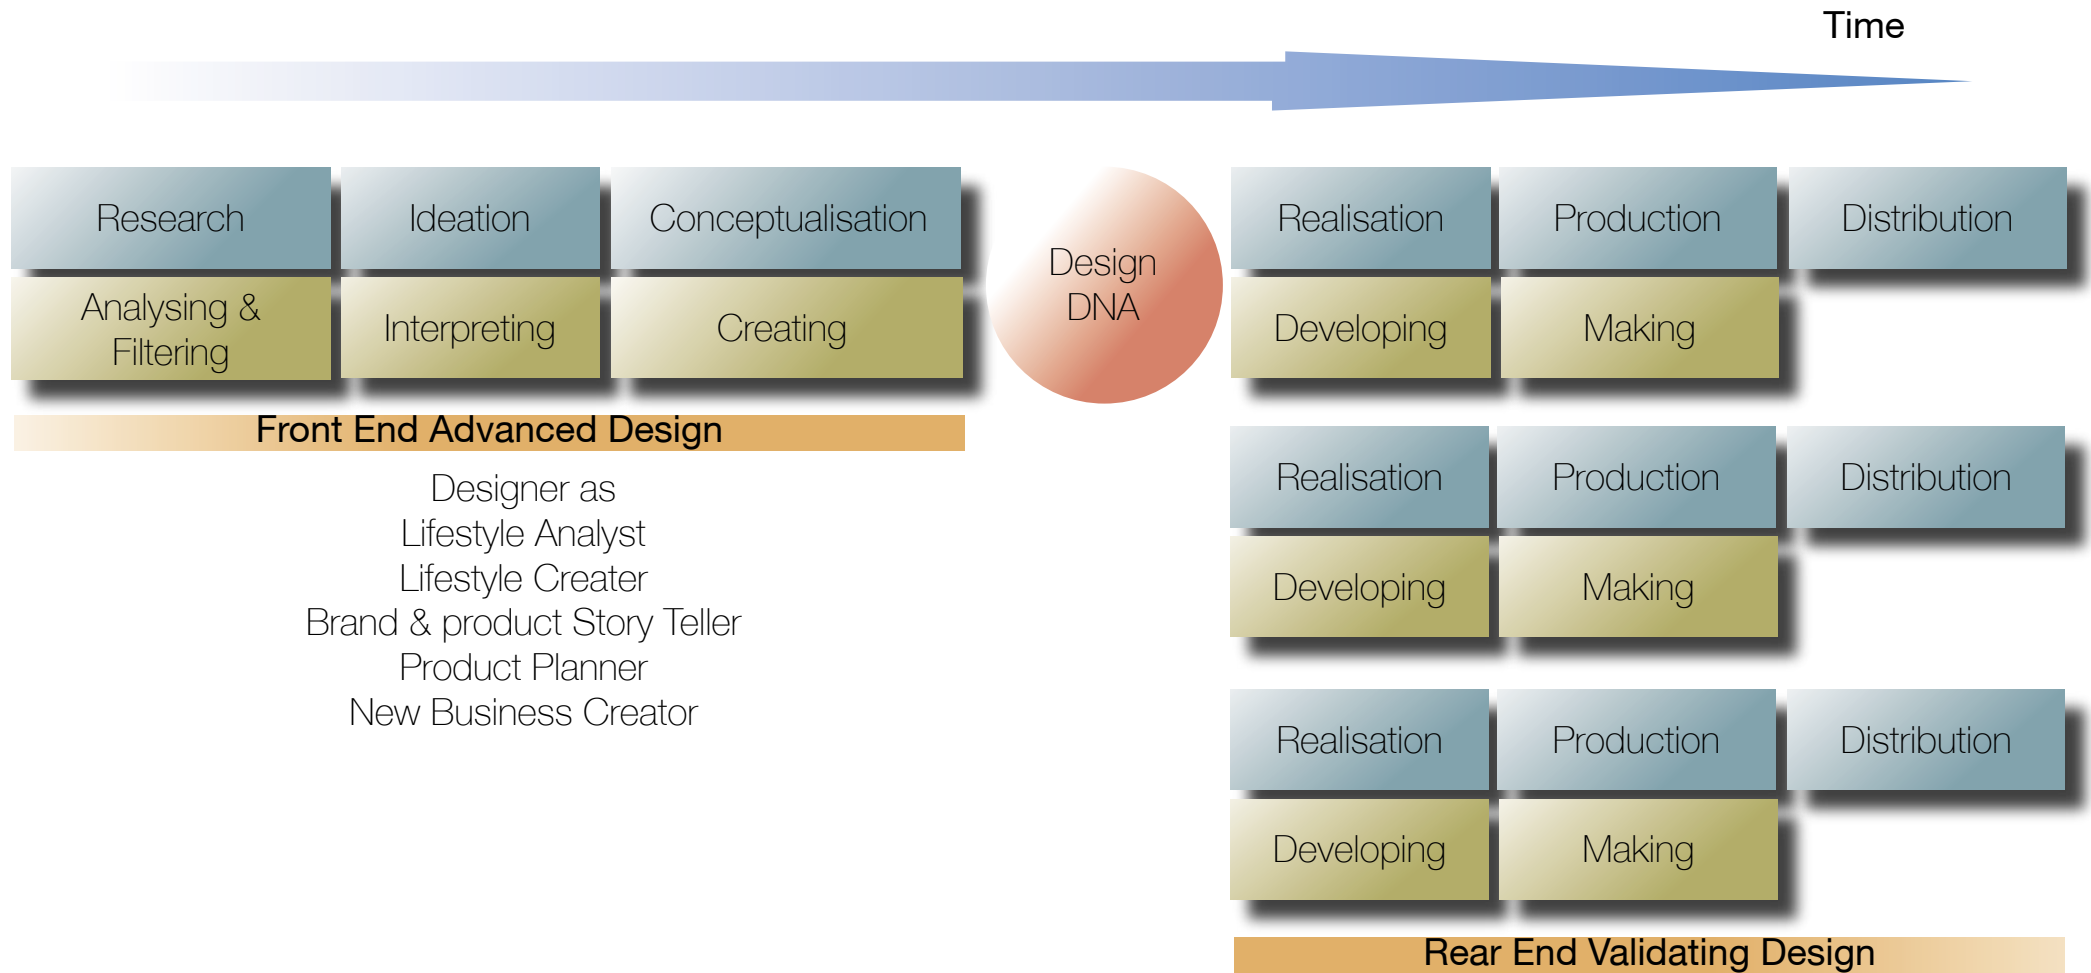 Time
Research
Ideation
Conceptualisation
Analysing &
Filtering
Interpreting
Creating
Front End Advanced Design
Designer as
Lifestyle Analyst
Lifestyle Creater
Brand & product Story Teller
Product Planner
New Business Creator
Design
DNA
Realisation
Production
Distribution
Developing
Making
Realisation
Production
Distribution
Developing
Making
Realisation
Production
Distribution
Developing
Making
Rear End Validating Design